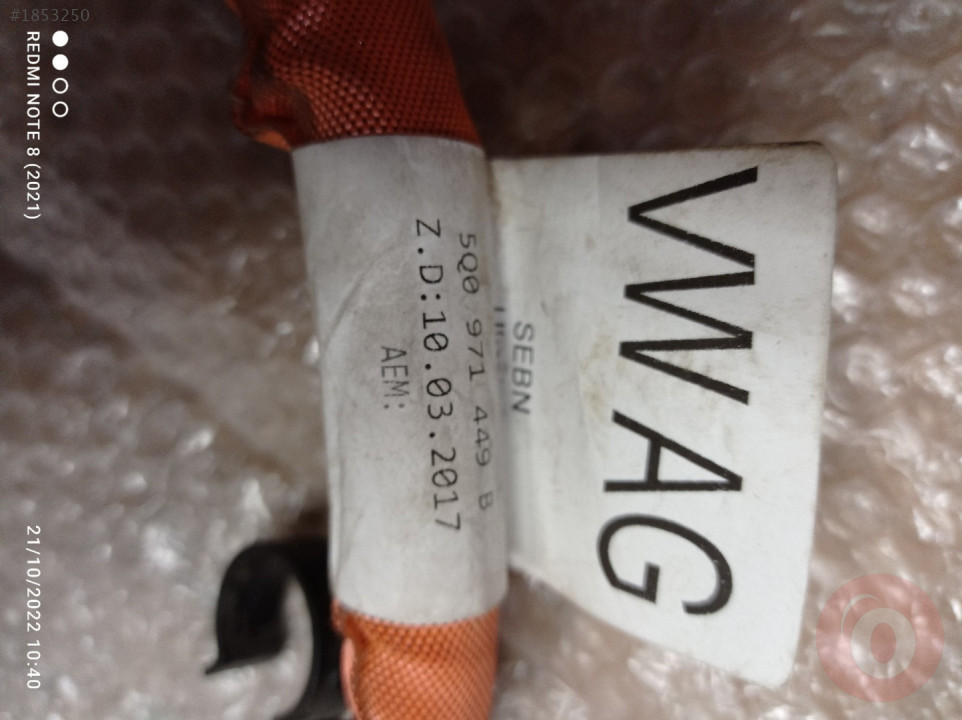 #1853250
REDMI NOTE 8 (2021)
21/10/2022 10:40
VWAG
SEBN
5Q0 971 449 B
Z.D:10.03.2017
AEM: